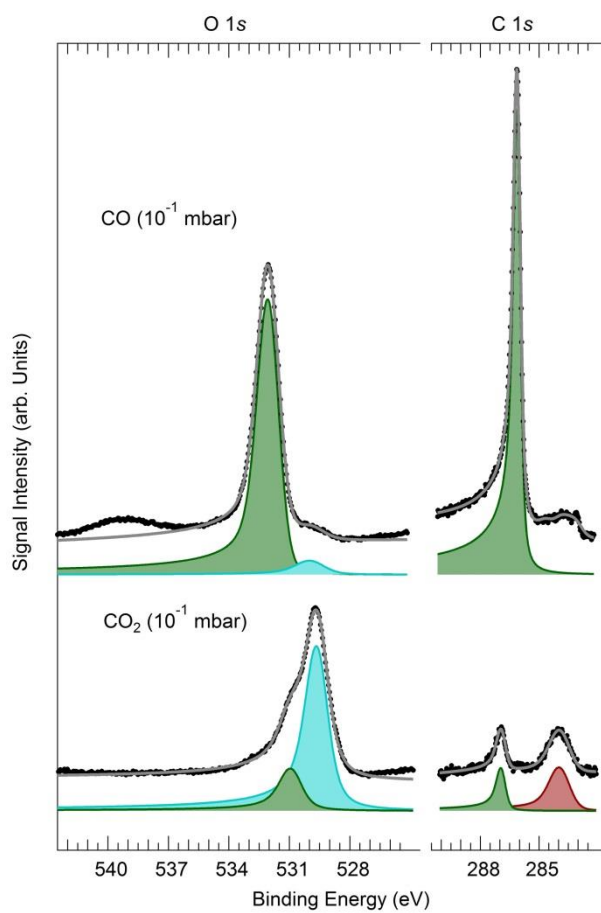 O 1s
C 1s
CO (10⁻¹ mbar)
CO₂ (10⁻¹ mbar)
Signal Intensity (arb. Units)
540 537 534 531 528
288 285
Binding Energy (eV)